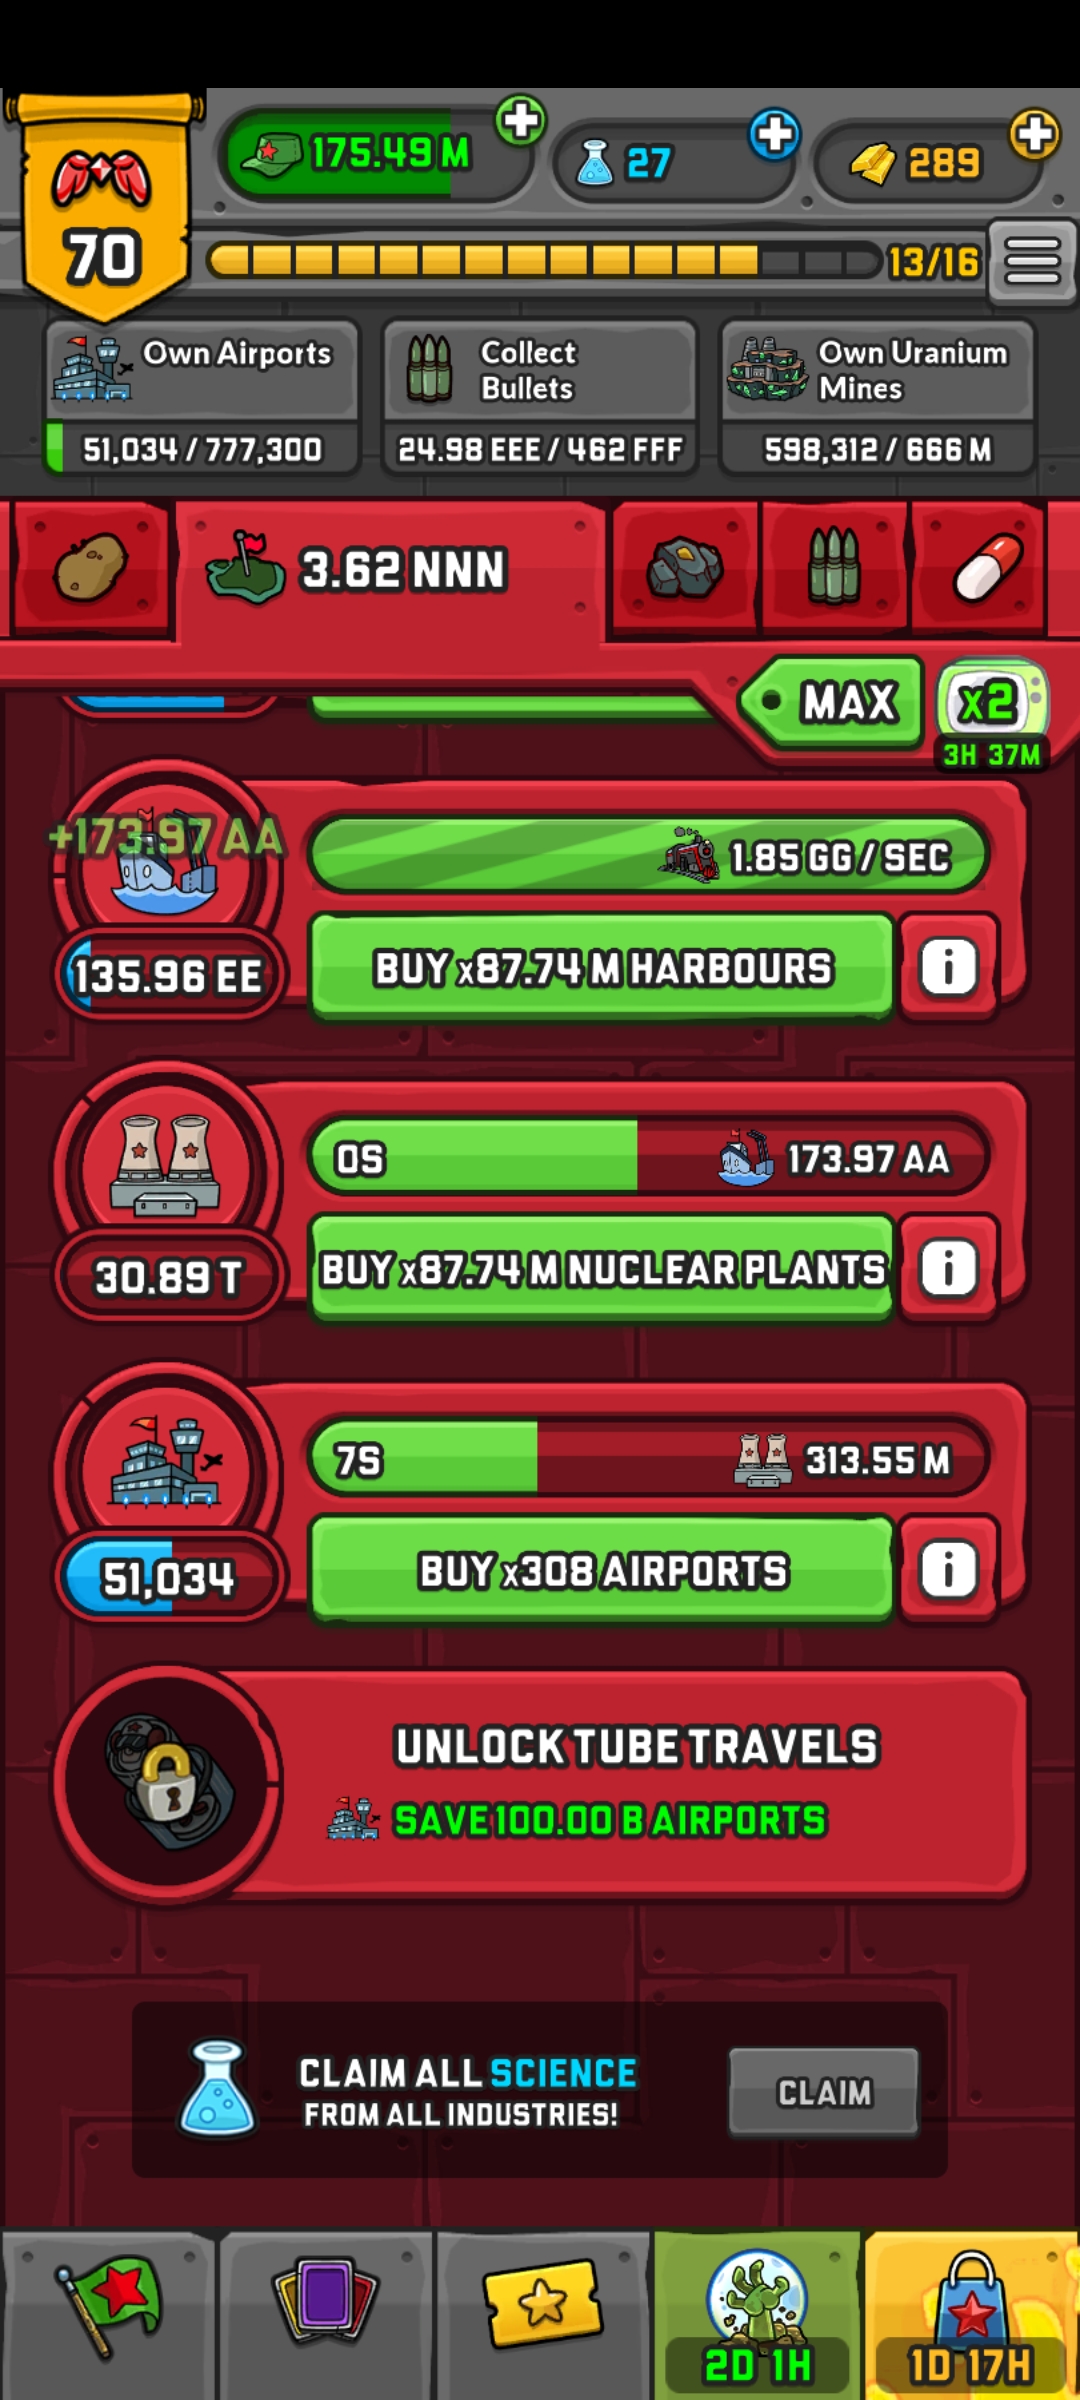 175.49 M
27
289
70
13/16
Own Airports
51,034 / 777,300
Collect
Bullets
24.98 EEE / 462 FFF
Own Uranium
Mines
598,312 / 666 M
3.62 NNN
MAX
x2
3H 37M
+173.97 AA
1.85 GG / SEC
135.96 EE
BUY x87.74 M HARBOURS
i
0S
173.97 AA
30.89 T
BUY x87.74 M NUCLEAR PLANTS
i
7S
313.55 M
51,034
BUY x308 AIRPORTS
i
UNLOCK TUBE TRAVELS
SAVE 100.00 B AIRPORTS
CLAIM ALL SCIENCE
FROM ALL INDUSTRIES!
CLAIM
2D 1H
1D 17H